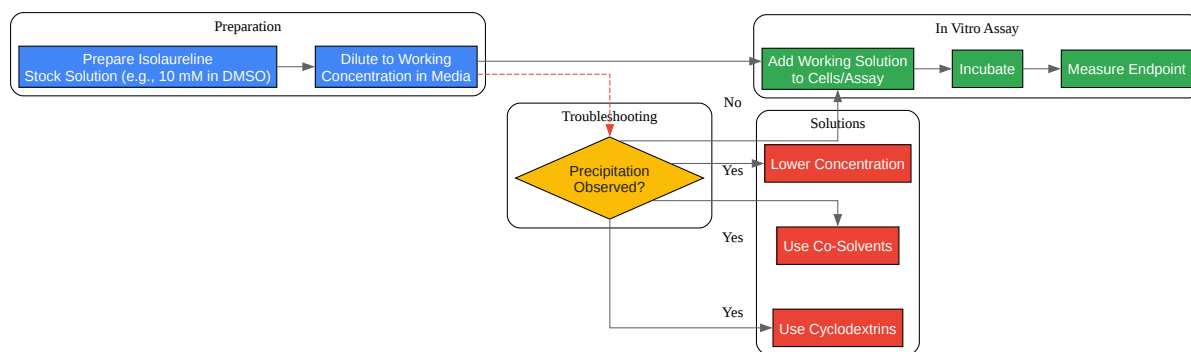 Preparation
Prepare Isolaureline
Stock Solution (e.g., 10 mM in DMSO)
Dilute to Working
Concentration in Media
In Vitro Assay
Add Working Solution
to Cells/Assay
Incubate
Measure Endpoint
Troubleshooting
Precipitation
Observed?
No
Yes
Yes
Yes
Solutions
Lower Concentration
Use Co-Solvents
Use Cyclodextrins